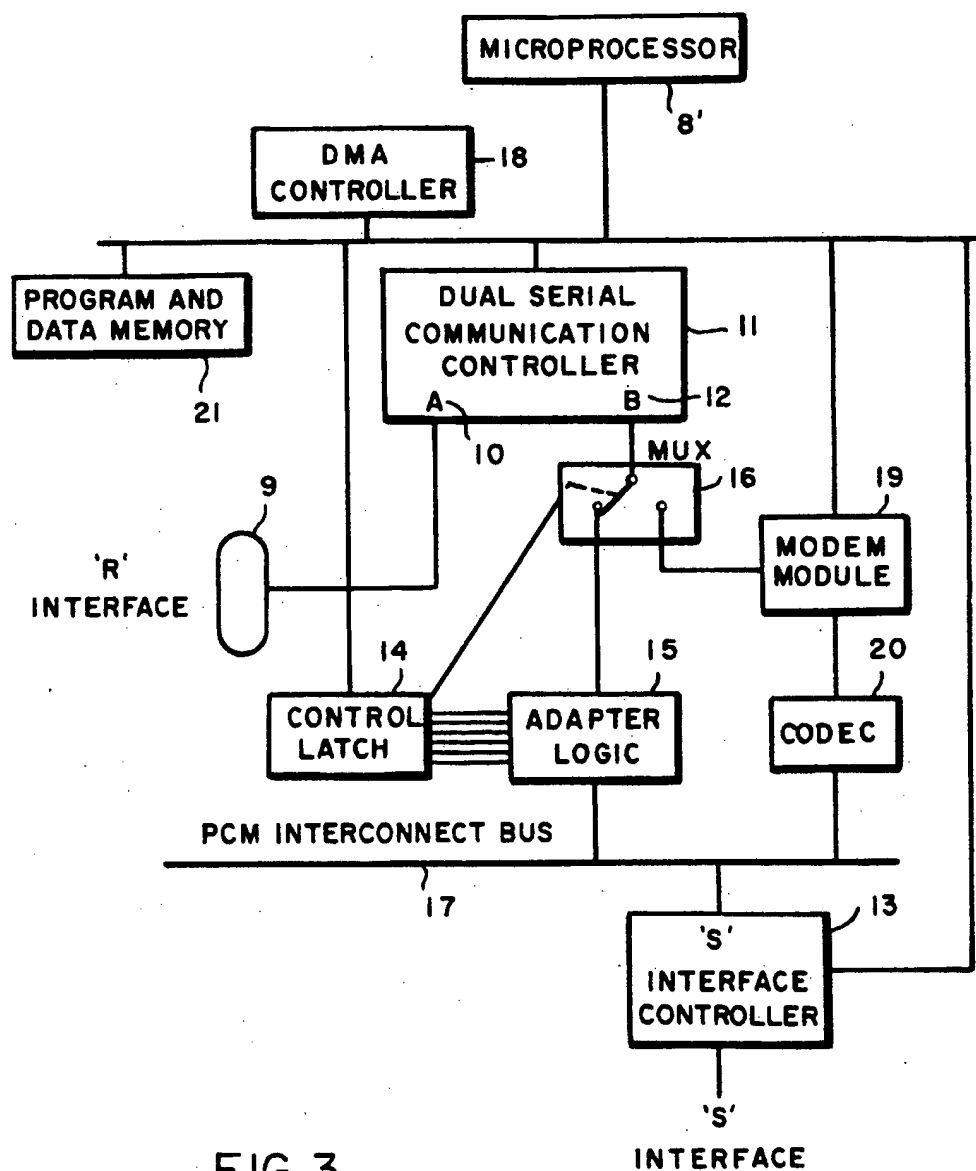 MICROPROCESSOR
8'
DMA
CONTROLLER
18
PROGRAM AND
DATA MEMORY
21
DUAL SERIAL
COMMUNICATION
CONTROLLER
11
A
10
B
12
MUX
16
9
'R'
INTERFACE
19
MODEM
MODULE
14
CONTROL
LATCH
15
ADAPTER
LOGIC
20
CODEC
PCM INTERCONNECT BUS
17
13
'S'
INTERFACE
CONTROLLER
'S'
INTERFACE
FIG. 3